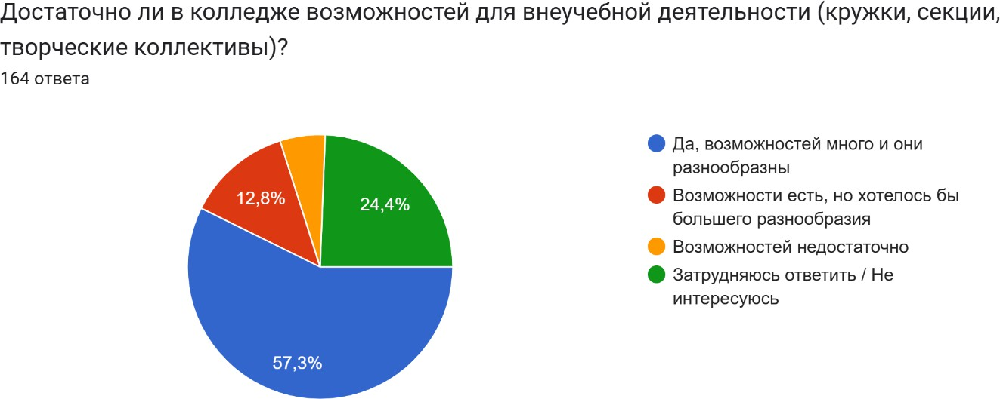 Достаточно ли в колледже возможностей для внеучебной деятельности (кружки, секции,
творческие коллективы)?
164 ответа
12,8%
24,4%
57,3%
Да, возможностей много и они
разнообразны
Возможности есть, но хотелось бы
большего разнообразия
Возможностей недостаточно
Затрудняюсь ответить / Не
интересуюсь